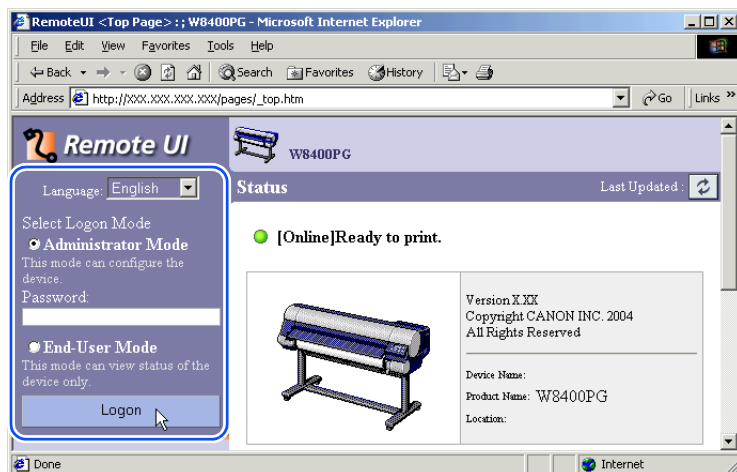 RemoteUI <Top Page> : ; W8400PG - Microsoft Internet Explorer
File Edit View Favorites Tools Help
Back Search Favorites History
Address http://XXX.XXX.XXX.XXX/pages/_top.htm Go Links »
Remote UI
W8400PG
Language: English
Status Last Updated :
Select Logon Mode
Administrator Mode
This mode can configure the
device.
Password:
End-User Mode
This mode can view status of the
device only.
Logon
[Online]Ready to print.
Version X.XX
Copyright CANON INC. 2004
All Rights Reserved
Device Name:
Product Name: W8400PG
Location:
Done Internet